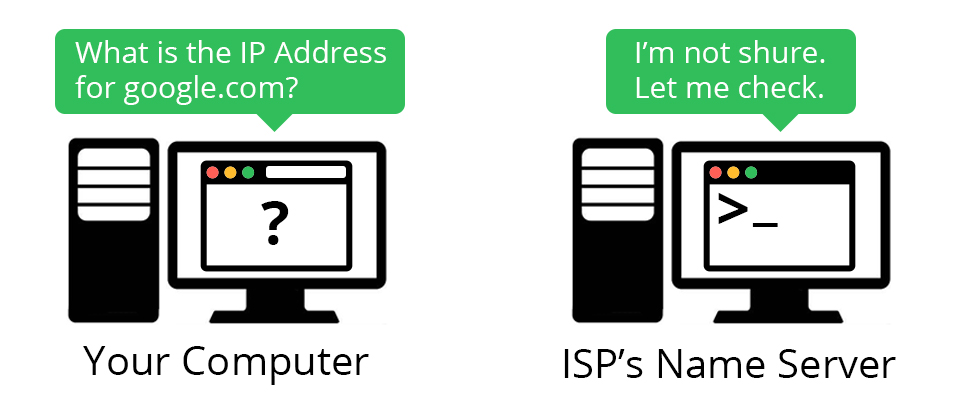 What is the IP Address
for google.com?
I’m not shure.
Let me check.
?
>_
Your Computer
ISP’s Name Server